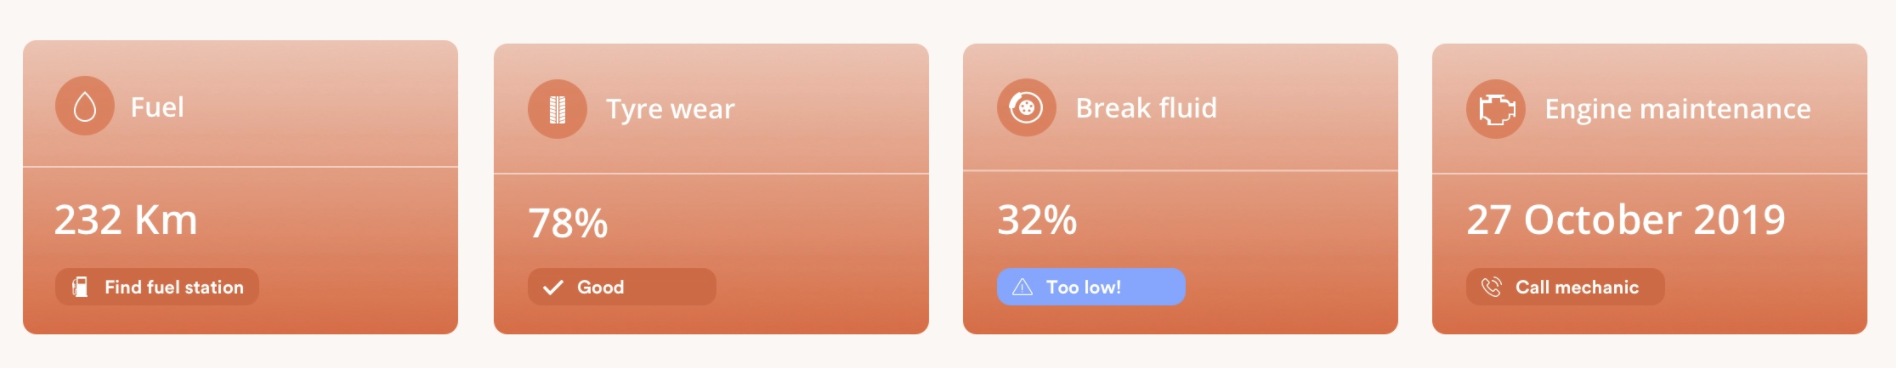 Fuel
232 Km
Find fuel station
Tyre wear
78%
Good
Break fluid
32%
Too low!
Engine maintenance
27 October 2019
Call mechanic